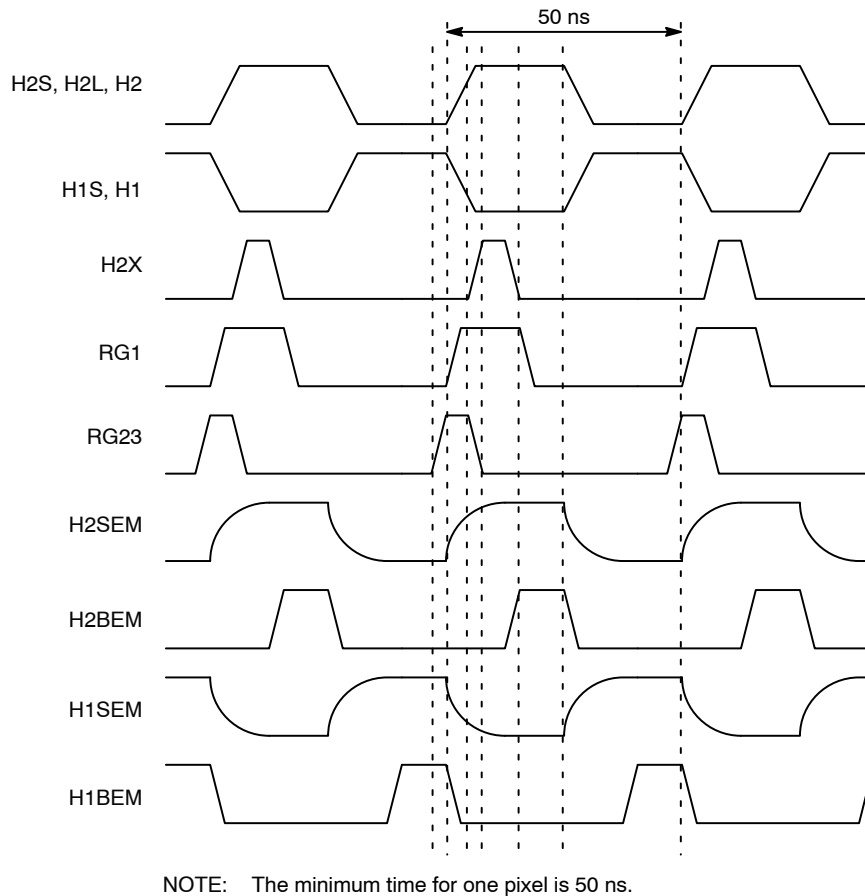 50 ns
H2S, H2L, H2
H1S, H1
H2X
RG1
RG23
H2SEM
H2BEM
H1SEM
H1BEM
NOTE: The minimum time for one pixel is 50 ns.